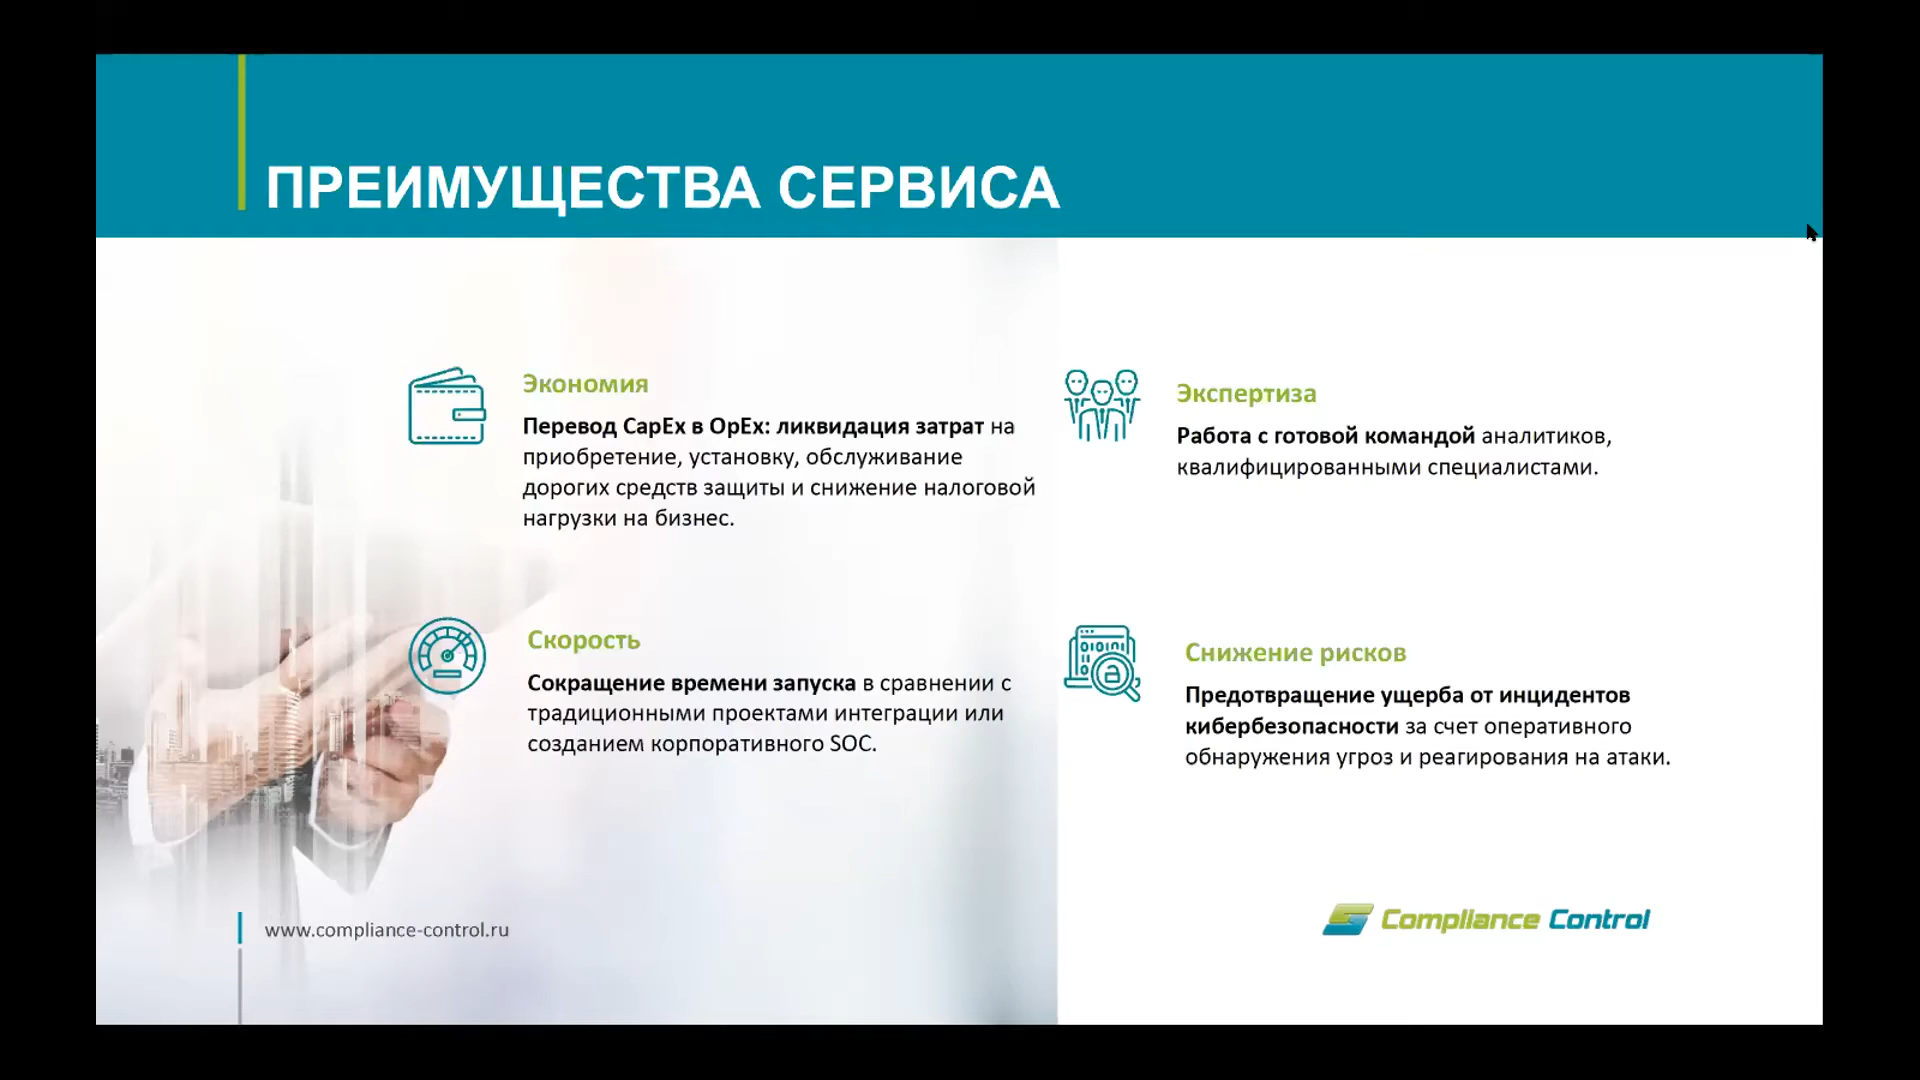 ПРЕИМУЩЕСТВА СЕРВИСА
Экономия
Перевод CapEx в OpEx: ликвидация затрат на
приобретение, установку, обслуживание
дорогих средств защиты и снижение налоговой
нагрузки на бизнес.
Экспертиза
Работа с готовой командой аналитиков,
квалифицированными специалистами.
Скорость
Сокращение времени запуска в сравнении с
традиционными проектами интеграции или
созданием корпоративного SOC.
Снижение рисков
Предотвращение ущерба от инцидентов
кибербезопасности за счет оперативного
обнаружения угроз и реагирования на атаки.
www.compliance-control.ru
Compliance Control